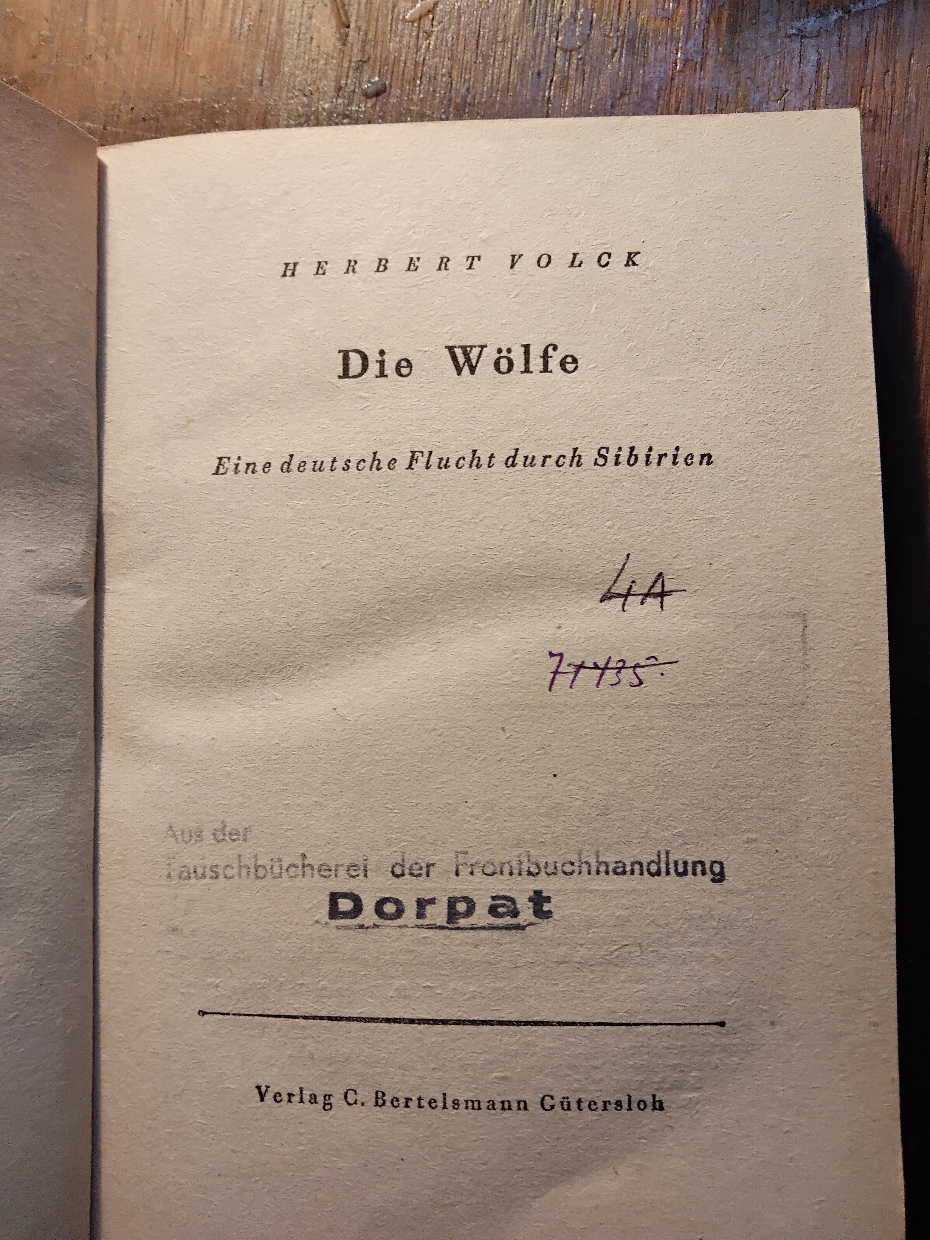 HERBERT VOLCK
Die Wölfe
Eine deutsche Flucht durch Sibirien
4A
71435
Aus der
Tauschbücherei der Frontbuchhandlung
Dorpat
Verlag C. Bertelsmann Gütersloh